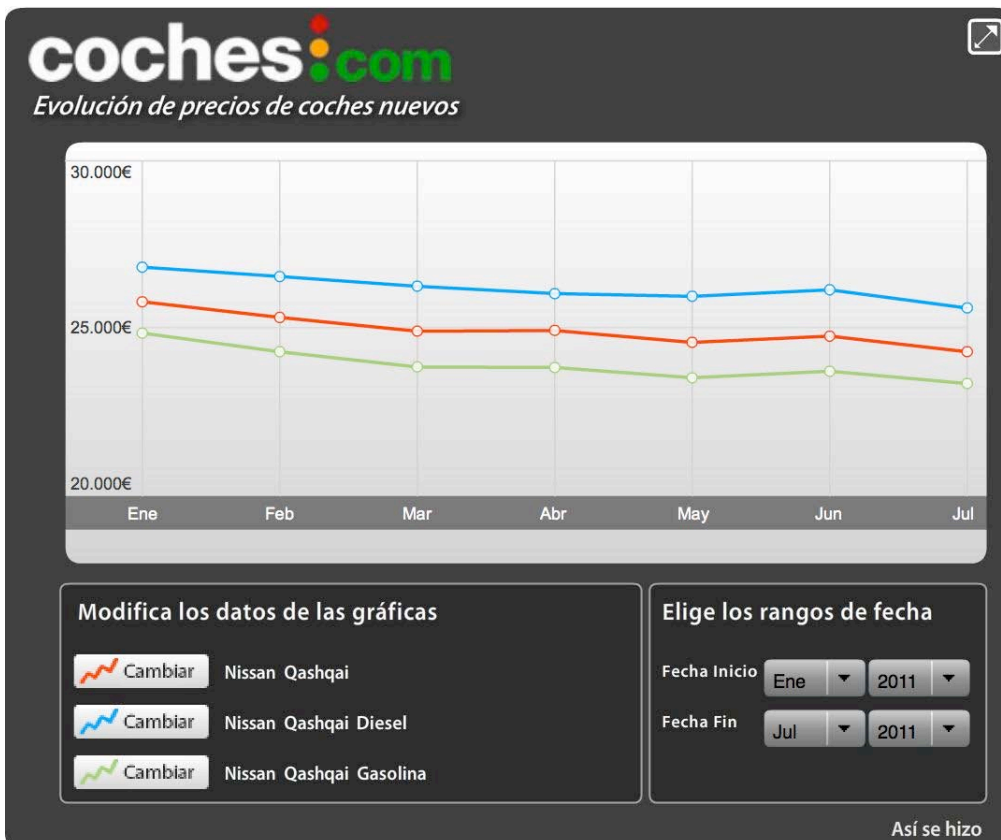 coches.com
Evolución de precios de coches nuevos
30.000€
25.000€
20.000€
Ene Feb Mar Abr May Jun Jul
Modifica los datos de las gráficas
Cambiar Nissan Qashqai
Cambiar Nissan Qashqai Diesel
Cambiar Nissan Qashqai Gasolina
Elige los rangos de fecha
Fecha Inicio Ene 2011
Fecha Fin Jul 2011
Así se hizo